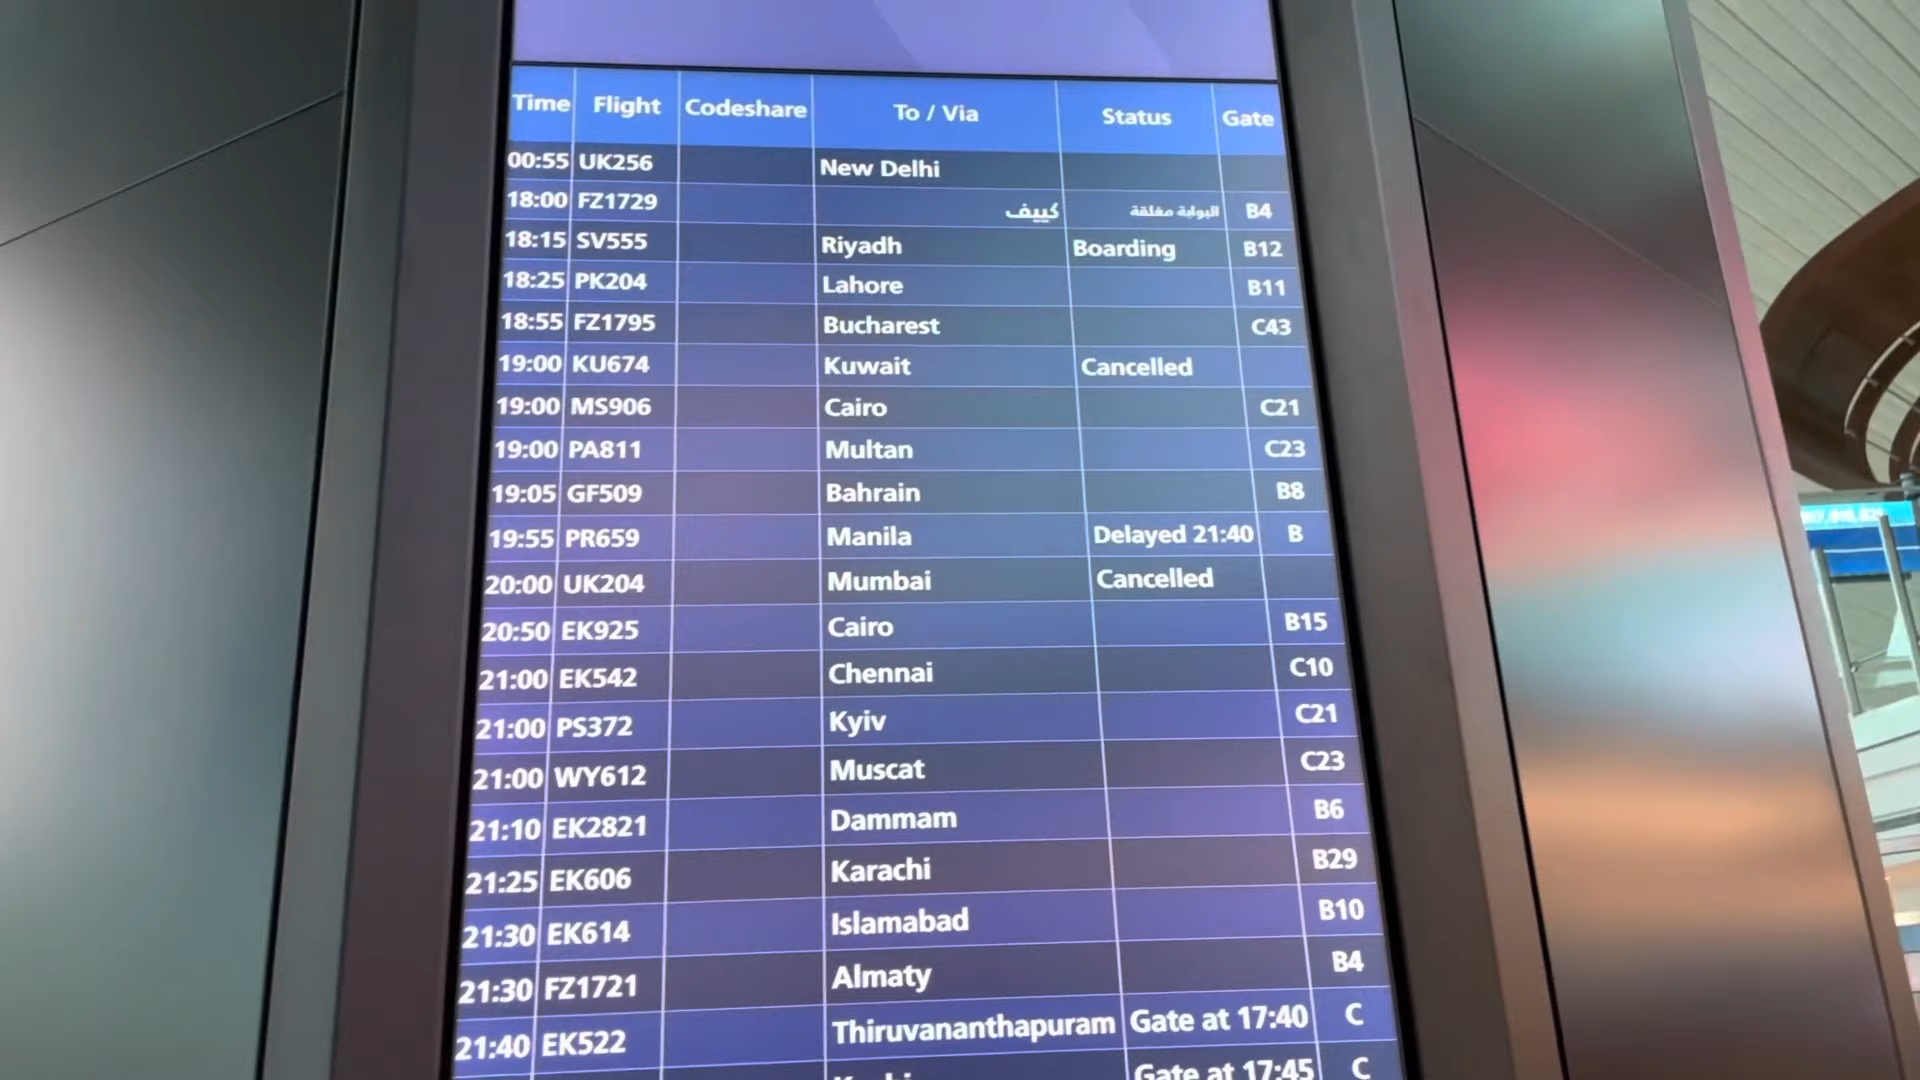 Time Flight Codeshare To / Via Status Gate
00:55 UK256 New Delhi
18:00 FZ1729 كييف البوابة مغلقة B4
18:15 SV555 Riyadh Boarding B12
18:25 PK204 Lahore B11
18:55 FZ1795 Bucharest C43
19:00 KU674 Kuwait Cancelled
19:00 MS906 Cairo C21
19:00 PA811 Multan C23
19:05 GF509 Bahrain B8
19:55 PR659 Manila Delayed 21:40 B
20:00 UK204 Mumbai Cancelled
20:50 EK925 Cairo B15
21:00 EK542 Chennai C10
21:00 PS372 Kyiv C21
21:00 WY612 Muscat C23
21:10 EK2821 Dammam B6
21:25 EK606 Karachi B29
21:30 EK614 Islamabad B10
21:30 FZ1721 Almaty B4
21:40 EK522 Thiruvananthapuram Gate at 17:40 C
Gate at 17:45 C